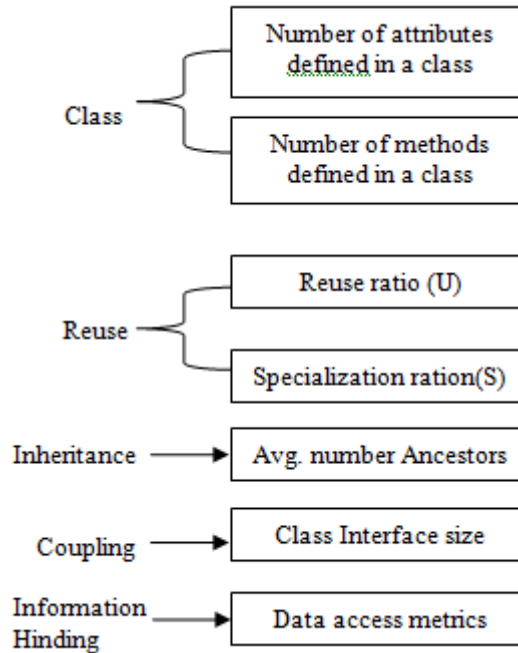 Number of attributes
defined in a class
Class
Number of methods
defined in a class
Reuse ratio (U)
Reuse
Specialization ration(S)
Inheritance
Avg. number Ancestors
Coupling
Class Interface size
Information
Hinding
Data access metrics